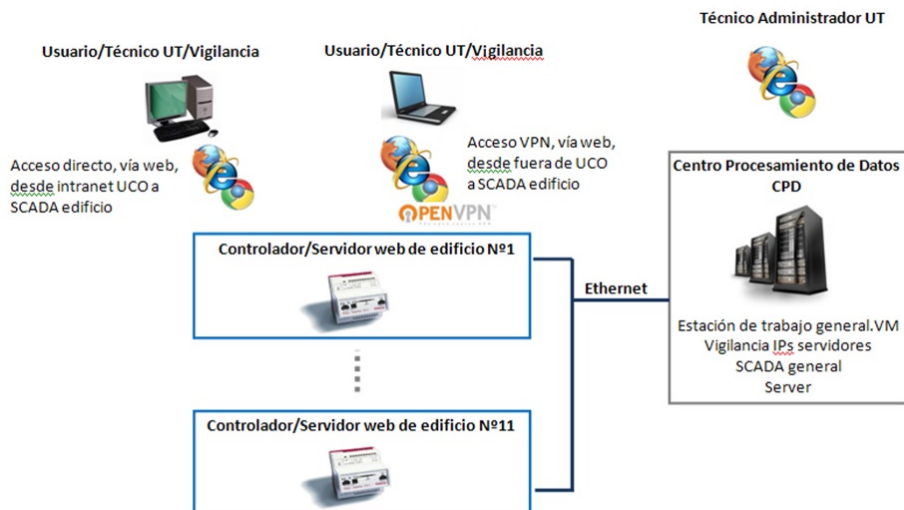 Técnico Administrador UT
Usuario/Técnico UT/Vigilancia
Usuario/Técnico UT/Vigilancia
Acceso directo, vía web,
desde intranet UCO a
SCADA edificio
Acceso VPN, vía web,
desde fuera de UCO
a SCADA edificio
OPENVPN
Centro Procesamiento de Datos
CPD
Controlador/Servidor web de edificio Nº1
Ethernet
Estación de trabajo general.VM
Vigilancia IPs servidores
SCADA general
Server
Controlador/Servidor web de edificio Nº11